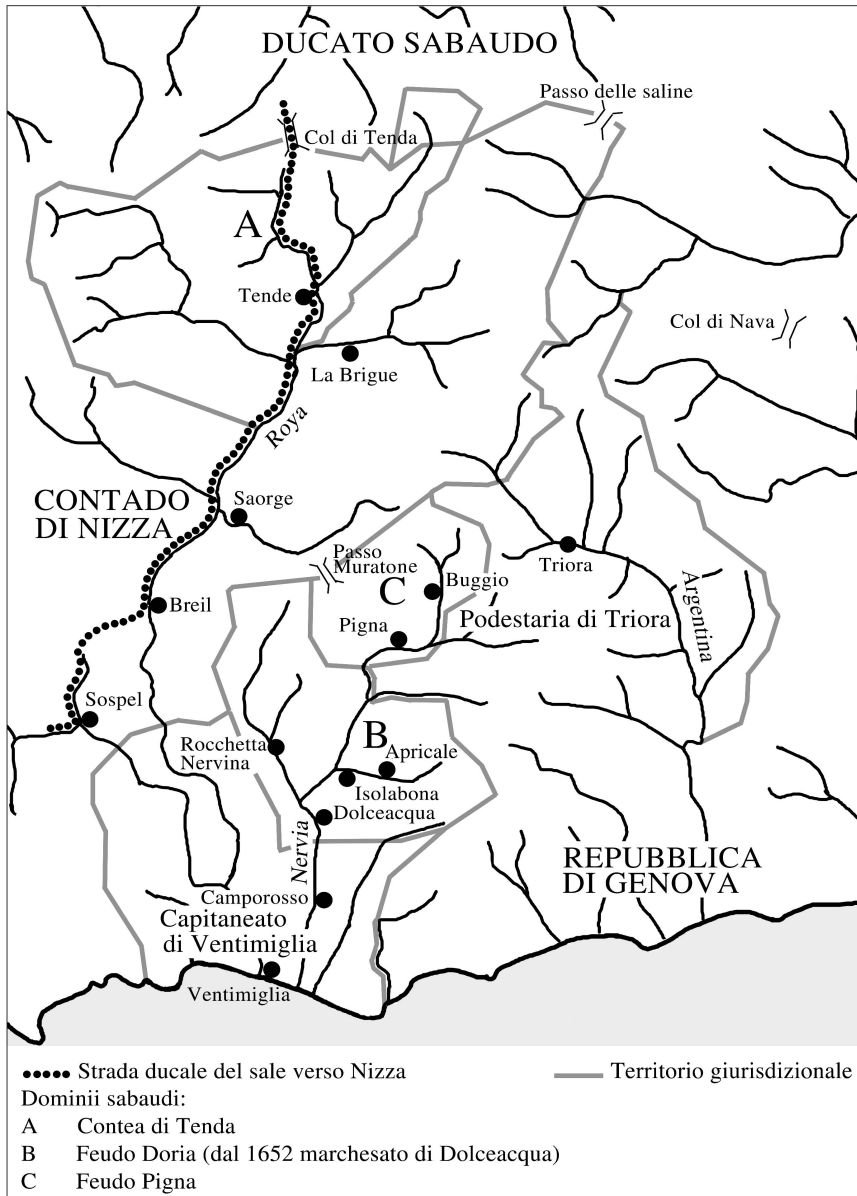 DUCATO SABAUDO
Passo delle saline
Col di Tenda
A
Tende
Col di Nava
La Brigue
Roya
CONTADO
DI NIZZA
Saorge
Passo
Muratone
C
Buggio
Triora
Breil
Pigna
Podestaria di Triora
Argentina
Sospel
Rocchetta
Nervina
B
Apricale
Isolabona
Dolceacqua
Nervia
REPUBBLICA
DI GENOVA
Camporosso
Capitaneato
di Ventimiglia
Ventimiglia
Strada ducale del sale verso Nizza
Territorio giurisdizionale
Dominii sabaudi:
A Contea di Tenda
B Feudo Doria (dal 1652 marchesato di Dolceacqua)
C Feudo Pigna